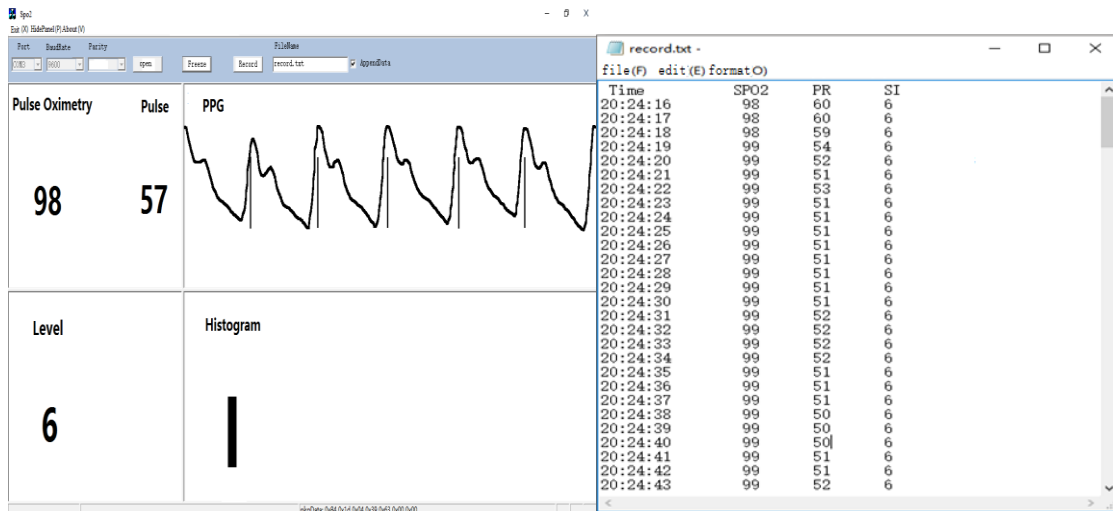 Spo2
Exit (X) HidePanel(P) About(V)
Port BaudRate Parity FileName
COM3 9600 open Freeze Record record.txt AppendData
Pulse Oximetry Pulse PPG
98 57
Level Histogram
6
record.txt -
file(F) edit'(E) format O)
Time SPO2 PR SI
20:24:16 98 60 6
20:24:17 98 60 6
20:24:18 98 59 6
20:24:19 99 54 6
20:24:20 99 52 6
20:24:21 99 51 6
20:24:22 99 53 6
20:24:23 99 51 6
20:24:24 99 51 6
20:24:25 99 51 6
20:24:26 99 51 6
20:24:27 99 51 6
20:24:28 99 51 6
20:24:29 99 51 6
20:24:30 99 51 6
20:24:31 99 52 6
20:24:32 99 52 6
20:24:33 99 52 6
20:24:34 99 52 6
20:24:35 99 51 6
20:24:36 99 51 6
20:24:37 99 51 6
20:24:38 99 50 6
20:24:39 99 50 6
20:24:40 99 50 6
20:24:41 99 51 6
20:24:42 99 51 6
20:24:43 99 52 6